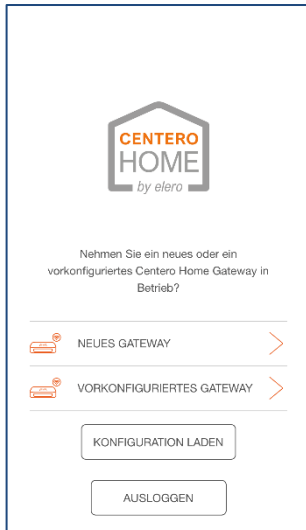 CENTERO
HOME
by elero
Nehmen Sie ein neues oder ein
vorkonfiguriertes Centero Home Gateway in
Betrieb?
NEUES GATEWAY
VORKONFIGURIERTES GATEWAY
KONFIGURATION LADEN
AUSLOGGEN